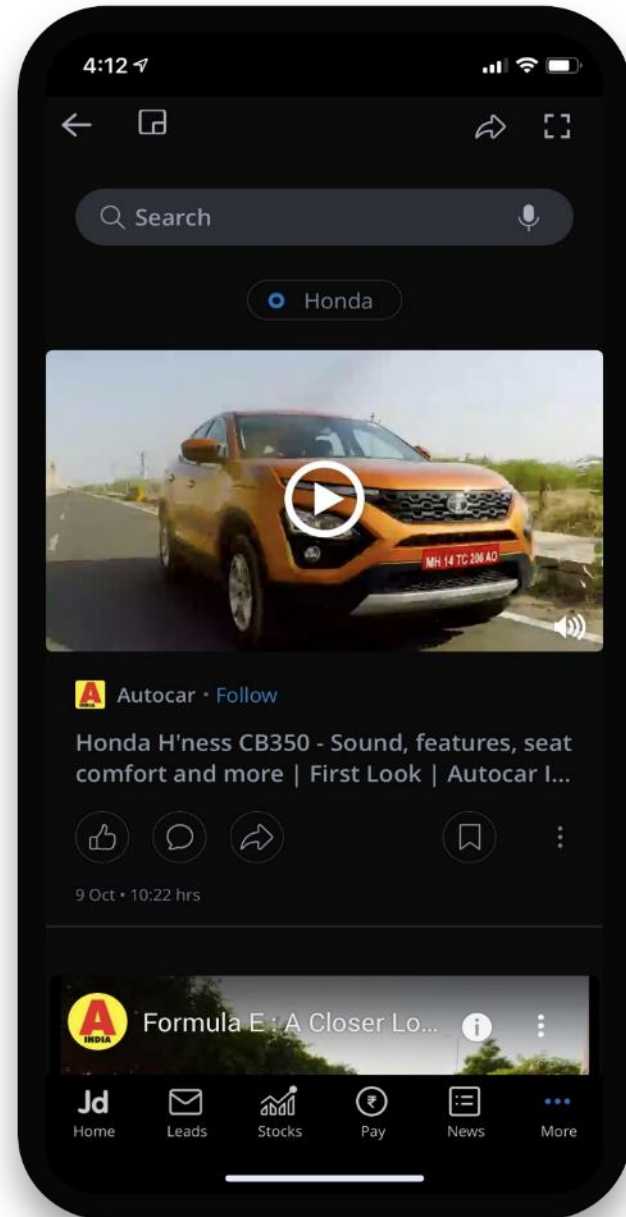 4:12
Search
Honda
MH 14 TC 206 AO
A
INDIA
Autocar • Follow
Honda H'ness CB350 - Sound, features, seat
comfort and more | First Look | Autocar I...
9 Oct • 10:22 hrs
A
INDIA
Formula E : A Closer Lo...
Jd
Home Leads Stocks Pay News More